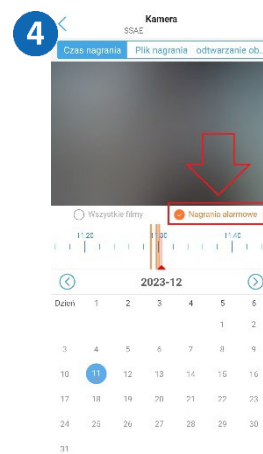 4
Kamera
SSAE
Czas nagrania Plik nagrania odtwarzanie ob..
Wszystkie filmy Nagrania alarmowe
11:20 11:30 11:40
2023-12
Dzień 1 2 3 4 5 6
1 2
3 4 5 6 7 8 9
10 11 12 13 14 15 16
17 18 19 20 21 22 23
24 25 26 27 28 29 30
31